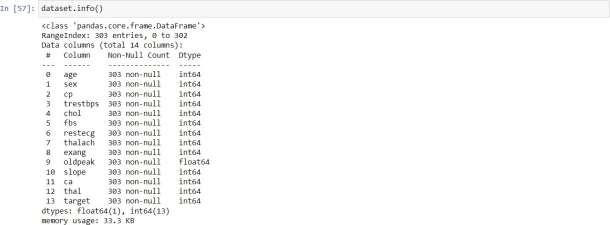 In [57]: dataset.info()
<class 'pandas.core.frame.DataFrame'>
RangeIndex: 303 entries, 0 to 302
Data columns (total 14 columns):
 #   Column    Non-Null Count  Dtype
---  ------    --------------  -----
 0   age       303 non-null    int64
 1   sex       303 non-null    int64
 2   cp        303 non-null    int64
 3   trestbps  303 non-null    int64
 4   chol      303 non-null    int64
 5   fbs       303 non-null    int64
 6   restecg   303 non-null    int64
 7   thalach   303 non-null    int64
 8   exang     303 non-null    int64
 9   oldpeak   303 non-null    float64
 10  slope     303 non-null    int64
 11  ca        303 non-null    int64
 12  thal      303 non-null    int64
 13  target    303 non-null    int64
dtypes: float64(1), int64(13)
memory usage: 33.3 KB